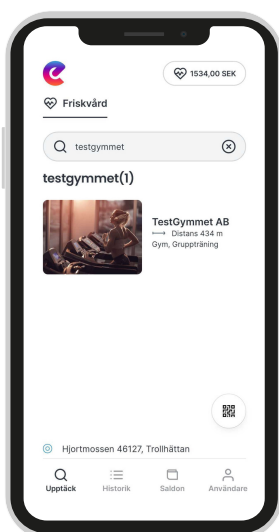 1534,00 SEK
Friskvård
testgymmet
testgymmet(1)
TestGymmet AB
Distans 434 m
Gym, Gruppträning
Hjortmossen 46127, Trollhättan
Upptäck
Historik
Saldon
Användare